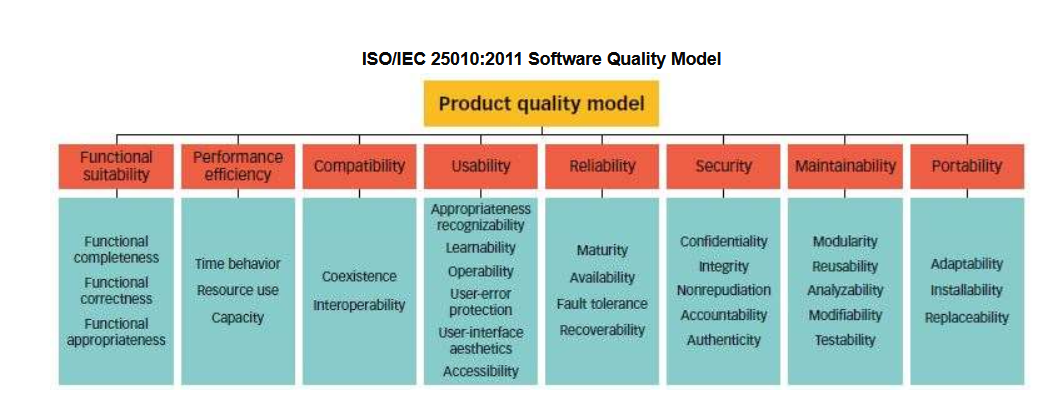 ISO/IEC 25010:2011 Software Quality Model
Product quality model
Functional
suitability
Performance
efficiency
Compatibility
Usability
Reliability
Security
Maintainability
Portability
Functional
completeness
Functional
correctness
Functional
appropriateness
Time behavior
Resource use
Capacity
Coexistence
Interoperability
Appropriateness
recognizability
Learnability
Operability
User-error
protection
User-interface
aesthetics
Accessibility
Maturity
Availability
Fault tolerance
Recoverability
Confidentiality
Integrity
Nonrepudiation
Accountability
Authenticity
Modularity
Reusability
Analyzability
Modifiability
Testability
Adaptability
Installability
Replaceability